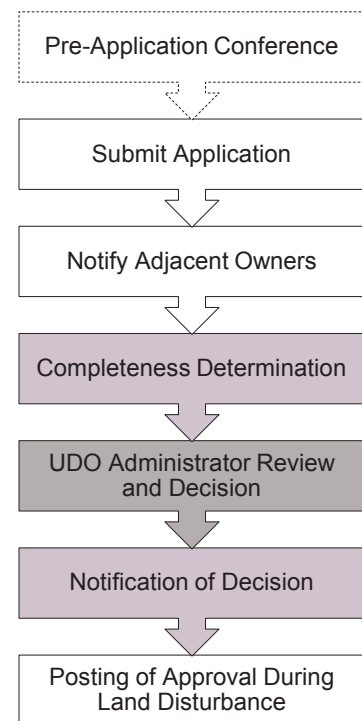 Pre-Application Conference
Submit Application
Notify Adjacent Owners
Completeness Determination
UDO Administrator Review
and Decision
Notification of Decision
Posting of Approval During
Land Disturbance